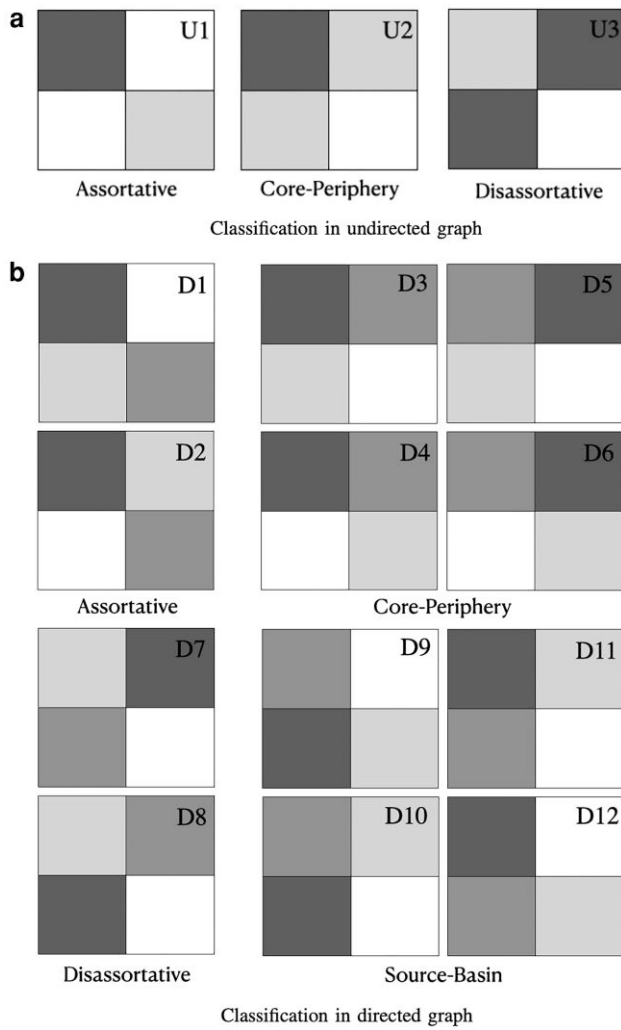 a
U1 U2 U3
Assortative Core-Periphery Disassortative
Classification in undirected graph
b
D1 D3 D5
D2 D4 D6
Assortative Core-Periphery
D7 D9 D11
D8 D10 D12
Disassortative Source-Basin
Classification in directed graph